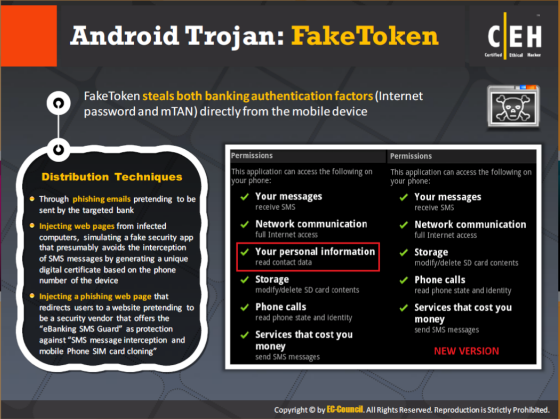 Android Trojan: FakeToken
CEH
Certified Ethical Hacker
FakeToken steals both banking authentication factors (Internet
password and mTAN) directly from the mobile device
Distribution Techniques
Through phishing emails pretending to be
sent by the targeted bank
Injecting web pages from infected
computers, simulating a fake security app
that presumably avoids the interception
of SMS messages by generating a unique
digital certificate based on the phone
number of the device
Injecting a phishing web page that
redirects users to a website pretending to
be a security vendor that offers the
"eBanking SMS Guard" as protection
against "SMS message interception and
mobile Phone SIM card cloning"
Permissions
This application can access the following on
your phone:
Your messages
receive SMS
Network communication
full Internet access
Your personal information
read contact data
Storage
modify/delete SD card contents
Phone calls
read phone state and identity
Services that cost you
money
send SMS messages
Permissions
This application can access the following on
your phone:
Your messages
receive SMS
Network communication
full Internet access
Storage
modify/delete SD card contents
Phone calls
read phone state and identity
Services that cost you
money
send SMS messages
NEW VERSION
Copyright © by EC-Council. All Rights Reserved. Reproduction is Strictly Prohibited.